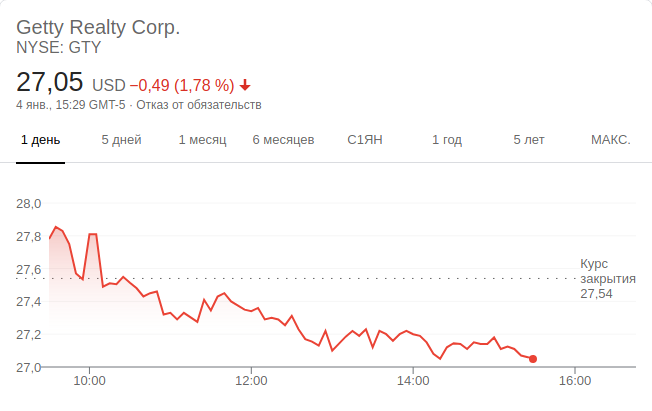 Getty Realty Corp.
NYSE: GTY
27,05 USD −0,49 (1,78 %)
4 янв., 15:29 GMT-5 · Отказ от обязательств
1 день 5 дней 1 месяц 6 месяцев С1ЯН 1 год 5 лет МАКС.
28,0
27,8
27,6
27,4
27,2
27,0
Курс
закрытия
27,54
10:00 12:00 14:00 16:00